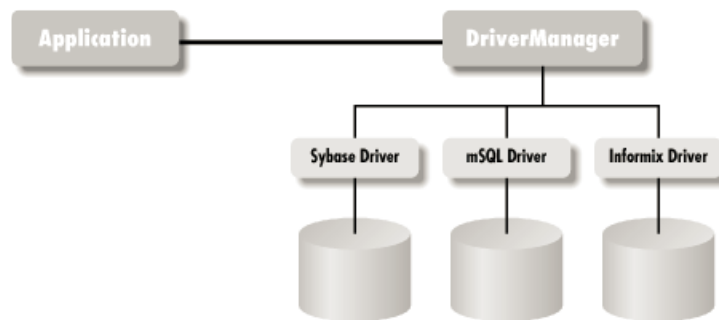 Application
DriverManager
Sybase Driver
mSQL Driver
Informix Driver